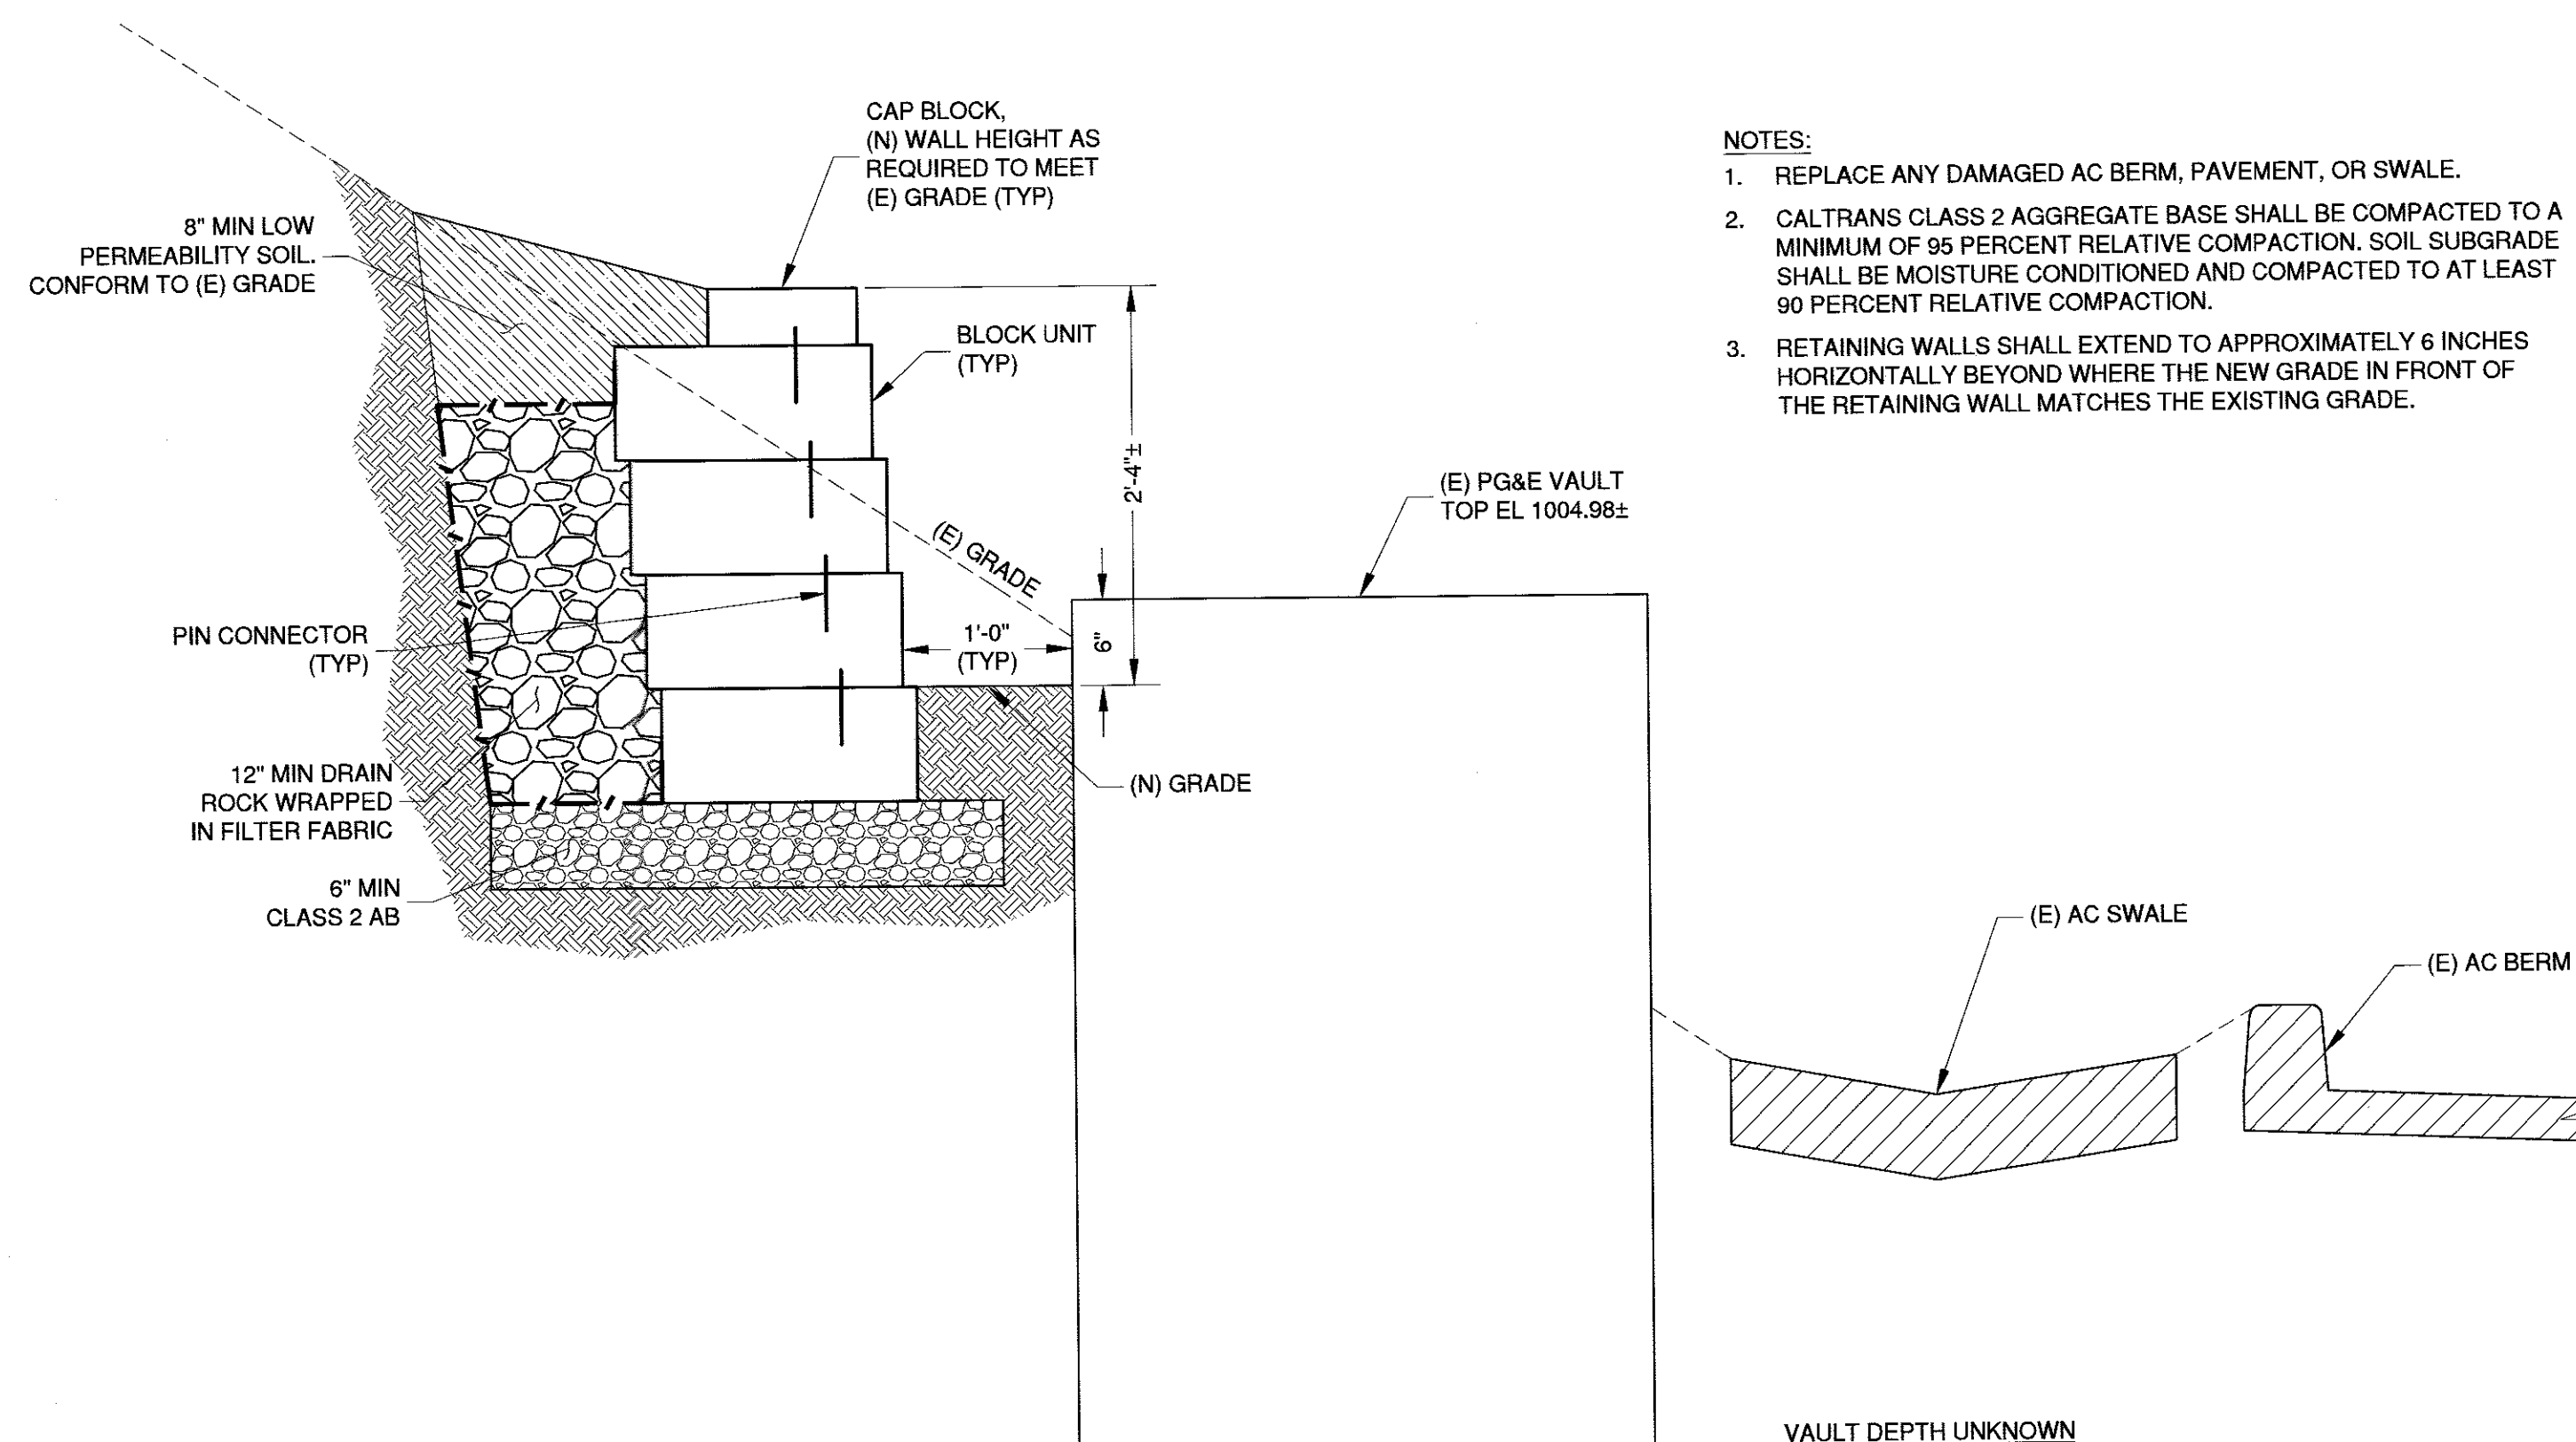 CAP BLOCK,
(N) WALL HEIGHT AS
REQUIRED TO MEET
(E) GRADE (TYP)
NOTES:
1. REPLACE ANY DAMAGED AC BERM, PAVEMENT, OR SWALE.
2. CALTRANS CLASS 2 AGGREGATE BASE SHALL BE COMPACTED TO A
MINIMUM OF 95 PERCENT RELATIVE COMPACTION. SOIL SUBGRADE
SHALL BE MOISTURE CONDITIONED AND COMPACTED TO AT LEAST
90 PERCENT RELATIVE COMPACTION.
3. RETAINING WALLS SHALL EXTEND TO APPROXIMATELY 6 INCHES
HORIZONTALLY BEYOND WHERE THE NEW GRADE IN FRONT OF
THE RETAINING WALL MATCHES THE EXISTING GRADE.
8" MIN LOW
PERMEABILITY SOIL.
CONFORM TO (E) GRADE
BLOCK UNIT
(TYP)
2'-4"±
(E) PG&E VAULT
TOP EL 1004.98±
(E) GRADE
PIN CONNECTOR
(TYP)
1'-0"
(TYP)
6"
12" MIN DRAIN
ROCK WRAPPED
IN FILTER FABRIC
(N) GRADE
6" MIN
CLASS 2 AB
(E) AC SWALE
(E) AC BERM
VAULT DEPTH UNKNOWN